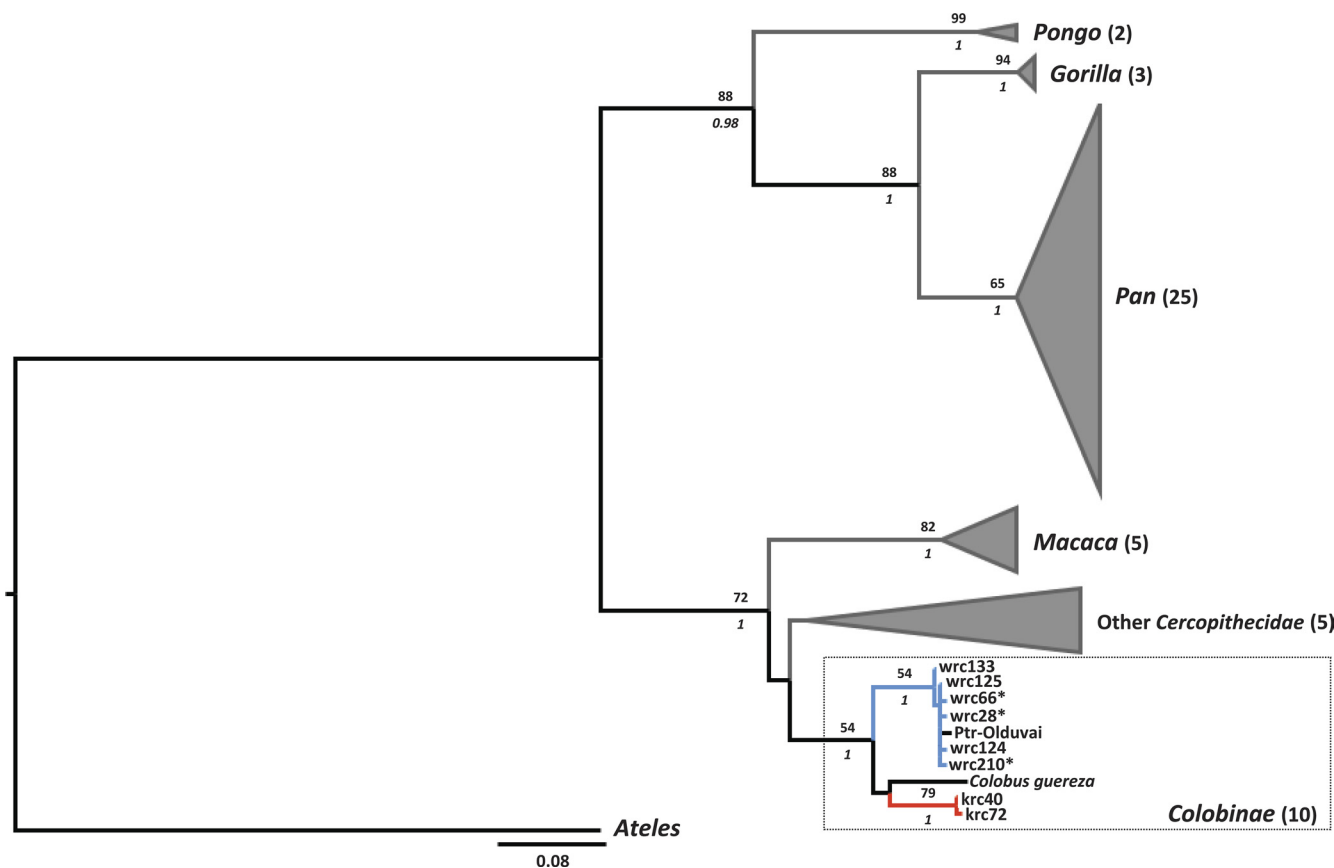 99
1
Pongo (2)
94
1
Gorilla (3)
88
0.98
88
1
65
1
Pan (25)
82
1
Macaca (5)
72
1
Other Cercopithecidae (5)
wrc133
54
1
wrc125
wrc66*
wrc28*
Ptr-Olduvai
54
1
wrc124
wrc210*
Colobus guereza
79
1
krc40
krc72
Colobinae (10)
Ateles
0.08